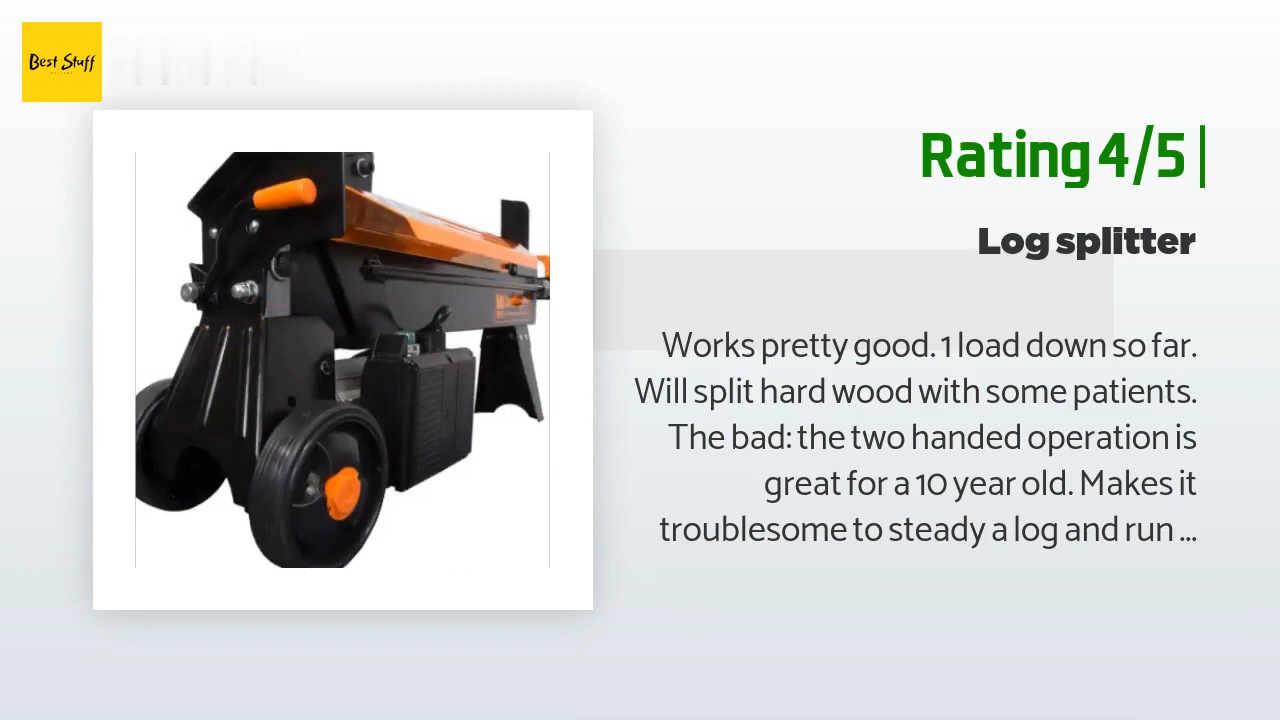 Best Stuff
Rating 4/5 |
Log splitter
Works pretty good. 1 load down so far.
Will split hard wood with some patients.
The bad: the two handed operation is
great for a 10 year old. Makes it
troublesome to steady a log and run ...